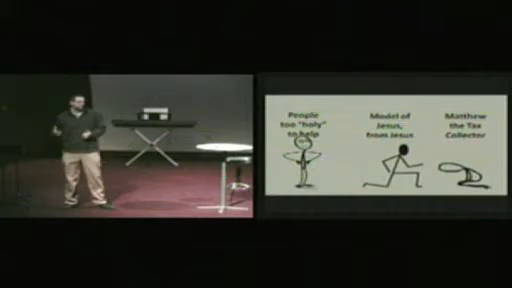 People
too "holy"
to help
Model of
Jesus,
from Jesus
Matthew
the Tax
Collector